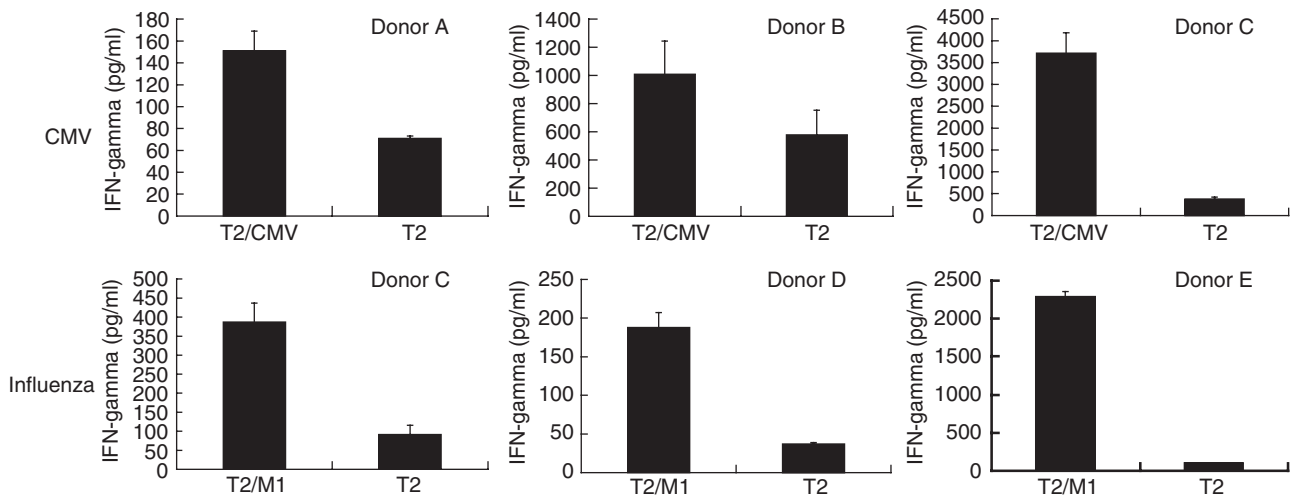 CMV
Donor A
IFN-gamma (pg/ml)
180
160
140
120
100
80
60
40
20
0
T2/CMV T2
Donor B
IFN-gamma (pg/ml)
1400
1200
1000
800
600
400
200
0
T2/CMV T2
Donor C
IFN-gamma (pg/ml)
4500
4000
3500
3000
2500
2000
1500
1000
500
0
T2/CMV T2
Influenza
Donor C
IFN-gamma (pg/ml)
500
450
400
350
300
250
200
150
100
50
0
T2/M1 T2
Donor D
IFN-gamma (pg/ml)
250
200
150
100
50
0
T2/M1 T2
Donor E
IFN-gamma (pg/ml)
2500
2000
1500
1000
500
0
T2/M1 T2